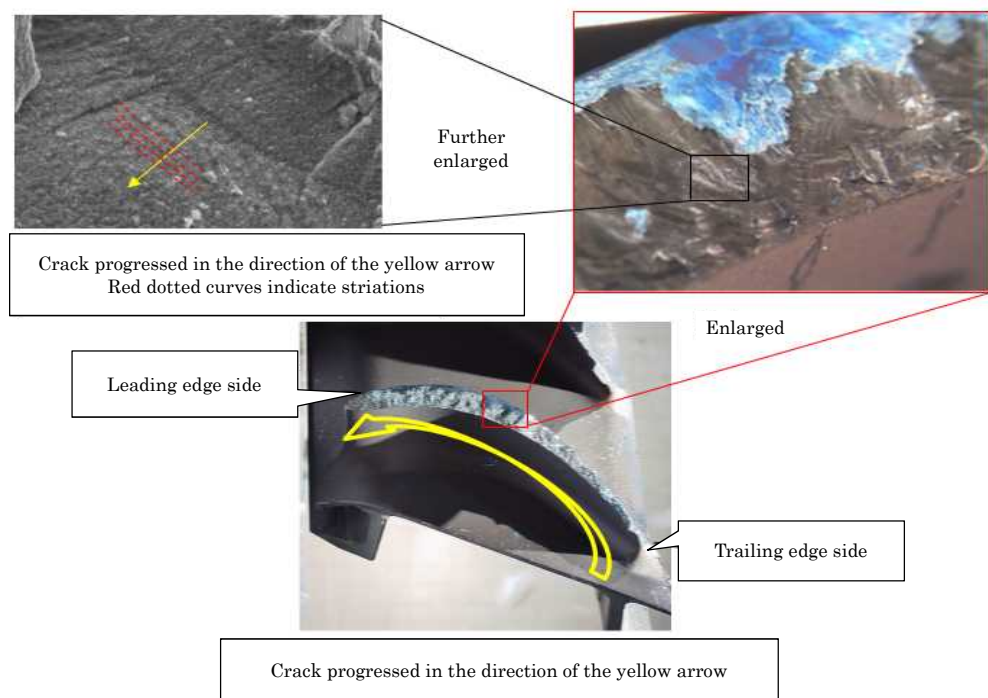 Further
enlarged
Crack progressed in the direction of the yellow arrow
Red dotted curves indicate striations
Enlarged
Leading edge side
Trailing edge side
Crack progressed in the direction of the yellow arrow